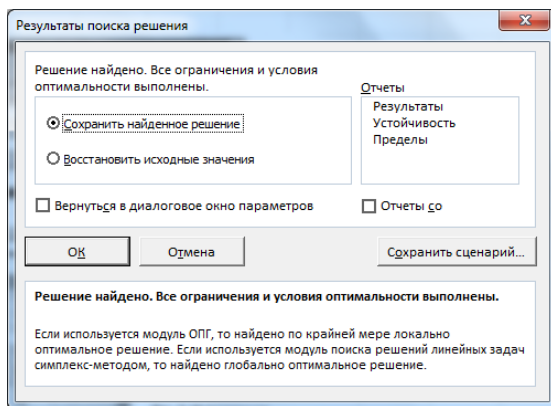 Результаты поиска решения
Решение найдено. Все ограничения и условия
оптимальности выполнены.
Отчеты
Результаты
Устойчивость
Пределы
Сохранить найденное решение
Восстановить исходные значения
Вернуться в диалоговое окно параметров
Отчеты со
ОК
Отмена
Сохранить сценарий...
Решение найдено. Все ограничения и условия оптимальности выполнены.
Если используется модуль ОПГ, то найдено по крайней мере локально
оптимальное решение. Если используется модуль поиска решений линейных задач
симплекс-методом, то найдено глобально оптимальное решение.